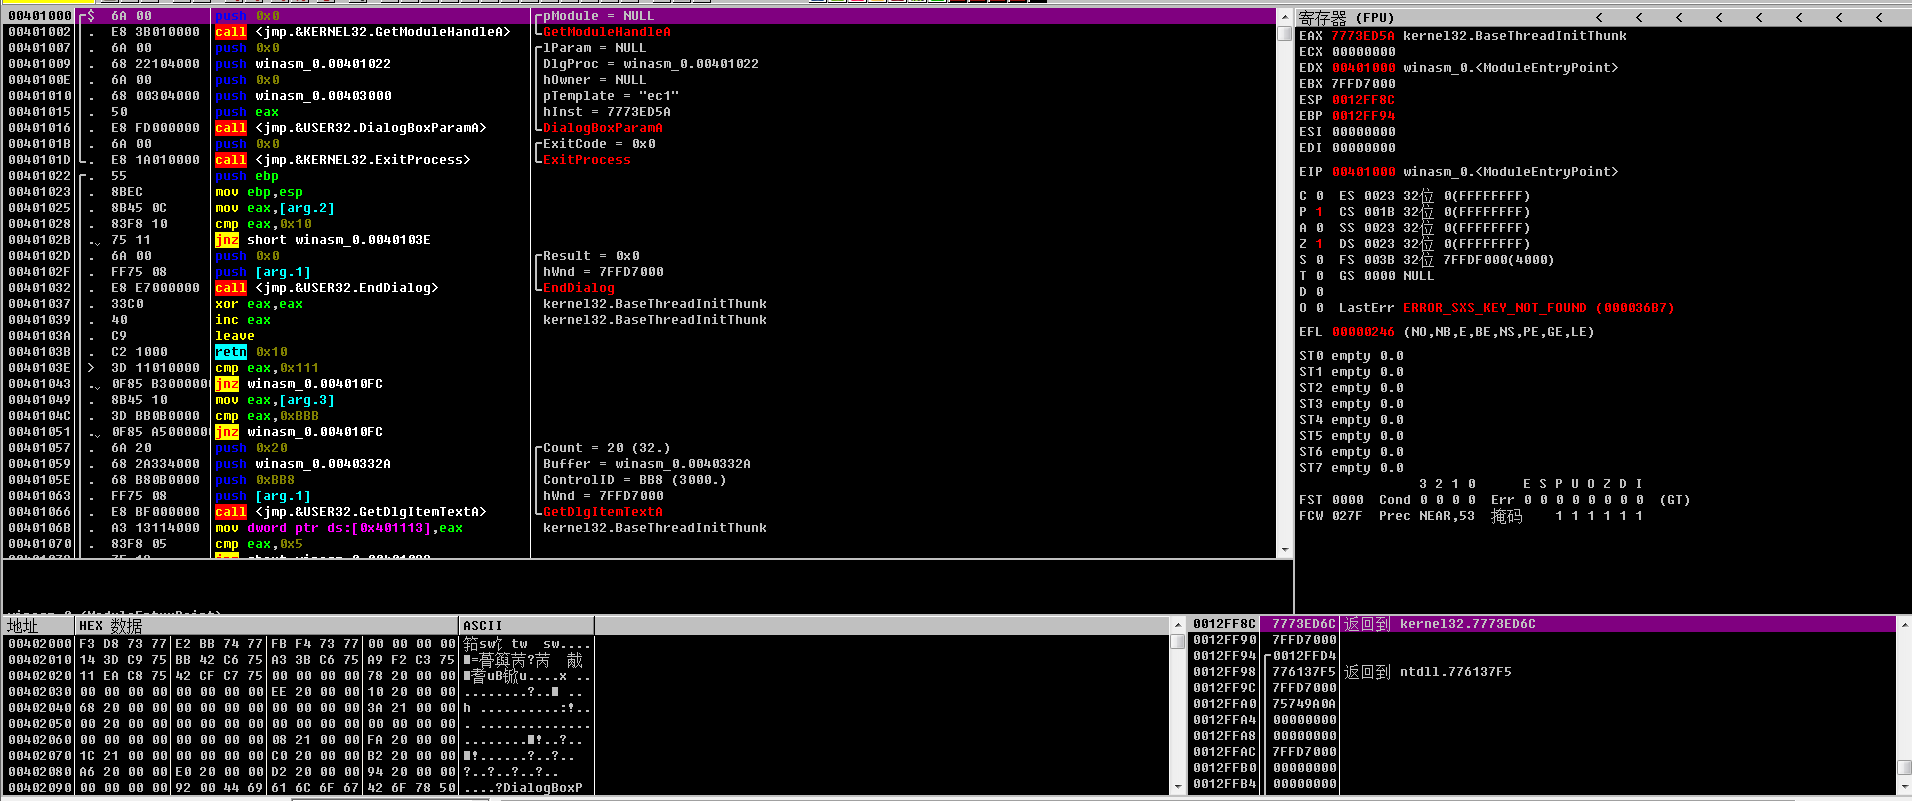 00401000 $ 6A 00 push 0x0 pModule = NULL
00401002 . E8 3B010000 call <jmp.&KERNEL32.GetModuleHandleA> GetModuleHandleA
00401007 . 6A 00 push 0x0 lParam = NULL
00401009 . 68 22104000 push winasm_0.00401022 DlgProc = winasm_0.00401022
0040100E . 6A 00 push 0x0 hOwner = NULL
00401010 . 68 00304000 push winasm_0.00403000 pTemplate = "ec1"
00401015 . 50 push eax hInst = 7773ED5A
00401016 . E8 FD000000 call <jmp.&USER32.DialogBoxParamA> DialogBoxParamA
0040101B . 6A 00 push 0x0 ExitCode = 0x0
0040101D . E8 1A010000 call <jmp.&KERNEL32.ExitProcess> ExitProcess
00401022 . 55 push ebp
00401023 . 8BEC mov ebp,esp
00401025 . 8B45 0C mov eax,[arg.2]
00401028 . 83F8 10 cmp eax,0x10
0040102B . 75 11 jnz short winasm_0.0040103E
0040102D . 6A 00 push 0x0 Result = 0x0
0040102F . FF75 08 push [arg.1] hWnd = 7FFD7000
00401032 . E8 E7000000 call <jmp.&USER32.EndDialog> EndDialog
00401037 . 33C0 xor eax,eax kernel32.BaseThreadInitThunk
00401039 . 40 inc eax kernel32.BaseThreadInitThunk
0040103A . C9 leave
0040103B . C2 1000 retn 0x10
0040103E > 3D 11010000 cmp eax,0x111
00401043 . 0F85 B300000 jnz winasm_0.004010FC
00401049 . 8B45 10 mov eax,[arg.3]
0040104C . 3D BB0B0000 cmp eax,0xBBB
00401051 . 0F85 A500000 jnz winasm_0.004010FC
00401057 . 6A 20 push 0x20 Count = 20 (32.)
00401059 . 68 2A334000 push winasm_0.0040332A Buffer = winasm_0.0040332A
0040105E . 68 B80B0000 push 0xBB8 ControlID = BB8 (3000.)
00401063 . FF75 08 push [arg.1] hWnd = 7FFD7000
00401066 . E8 BF000000 call <jmp.&USER32.GetDlgItemTextA> GetDlgItemTextA
0040106B . A3 13114000 mov dword ptr ds:[0x401113],eax kernel32.BaseThreadInitThunk
00401070 . 83F8 05 cmp eax,0x5
寄存器 (FPU) < < < < < < < <
EAX 7773ED5A kernel32.BaseThreadInitThunk
ECX 00000000
EDX 00401000 winasm_0.<ModuleEntryPoint>
EBX 7FFD7000
ESP 0012FF8C
EBP 0012FF94
ESI 00000000
EDI 00000000
EIP 00401000 winasm_0.<ModuleEntryPoint>
C 0 ES 0023 32位 0(FFFFFFFF)
P 1 CS 001B 32位 0(FFFFFFFF)
A 0 SS 0023 32位 0(FFFFFFFF)
Z 1 DS 0023 32位 0(FFFFFFFF)
S 0 FS 003B 32位 7FFDF000(4000)
T 0 GS 0000 NULL
D 0
O 0 LastErr ERROR_SXS_KEY_NOT_FOUND (000036B7)
EFL 00000246 (NO,NB,E,BE,NS,PE,GE,LE)
ST0 empty 0.0
ST1 empty 0.0
ST2 empty 0.0
ST3 empty 0.0
ST4 empty 0.0
ST5 empty 0.0
ST6 empty 0.0
ST7 empty 0.0
3 2 1 0 E S P U O Z D I
FST 0000 Cond 0 0 0 0 Err 0 0 0 0 0 0 0 0 (GT)
FCW 027F Prec NEAR,53 掩码 1 1 1 1 1 1
地址 HEX 数据 ASCII
00402000 F3 D8 73 77 E2 BB 74 77 FB F4 73 77 00 00 00 00
00402010 14 3D C9 75 BB 42 C6 75 A3 3B C6 75 A9 F2 C3 75
00402020 11 EA C8 75 42 CF C7 75 00 00 00 00 78 20 00 00
00402030 00 00 00 00 00 00 00 00 EE 20 00 00 10 20 00 00
00402040 68 20 00 00 00 00 00 00 00 00 00 00 3A 21 00 00 h ..........:!..
00402050 00 20 00 00 00 00 00 00 00 00 00 00 00 00 00 00 . ..............
00402060 00 00 00 00 00 00 00 00 08 21 00 00 FA 20 00 00
00402070 1C 21 00 00 00 00 00 00 C0 20 00 00 B2 20 00 00
00402080 A6 20 00 00 E0 20 00 00 D2 20 00 00 94 20 00 00 ?..?..?..?..
00402090 00 00 00 00 92 00 44 69 61 6C 6F 67 42 6F 78 50 ....?DialogBoxP
0012FF8C 7773ED6C 返回到 kernel32.7773ED6C
0012FF90 7FFD7000
0012FF94 0012FFD4
0012FF98 776137F5 返回到 ntdll.776137F5
0012FF9C 7FFD7000
0012FFA0 75749A0A
0012FFA4 00000000
0012FFA8 00000000
0012FFAC 7FFD7000
0012FFB0 00000000
0012FFB4 00000000